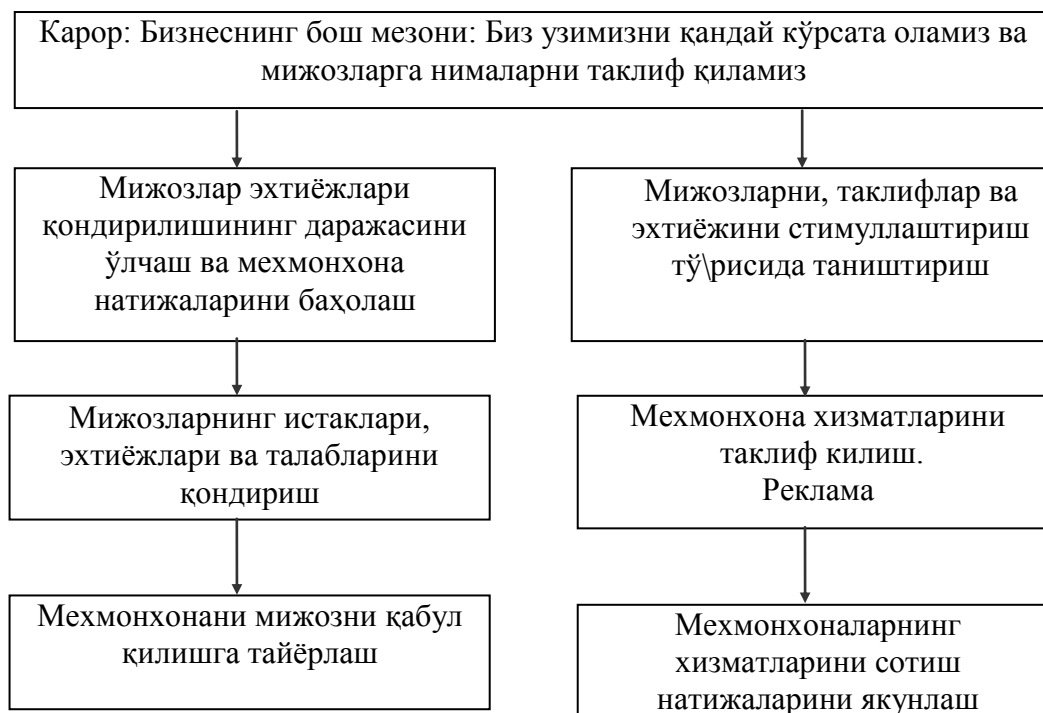 Карор: Бизнеснинг бош мезони: Биз узимизни қандай кўрсата оламиз ва
мижозларга нималарни таклиф қиламиз
Мижозлар эхтиёжлари
қондирилишининг даражасини
ўлчаш ва мехмонхона
натижаларини баҳолаш
Мижозларни, таклифлар ва
эхтиёжини стимуллаштириш
тў\рисида таништириш
Мижозларнинг истаклари,
эхтиёжлари ва талабларини
қондириш
Мехмонхона хизматларини
таклиф килиш.
Реклама
Мехмонхонани мижозни қабул
қилишга тайёрлаш
Мехмонхоналарнинг
хизматларини сотиш
натижаларини якунлаш